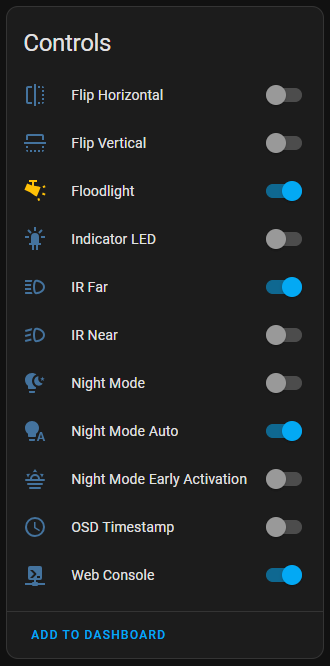 Controls
Flip Horizontal
Flip Vertical
Floodlight
Indicator LED
IR Far
IR Near
Night Mode
Night Mode Auto
Night Mode Early Activation
OSD Timestamp
Web Console
ADD TO DASHBOARD